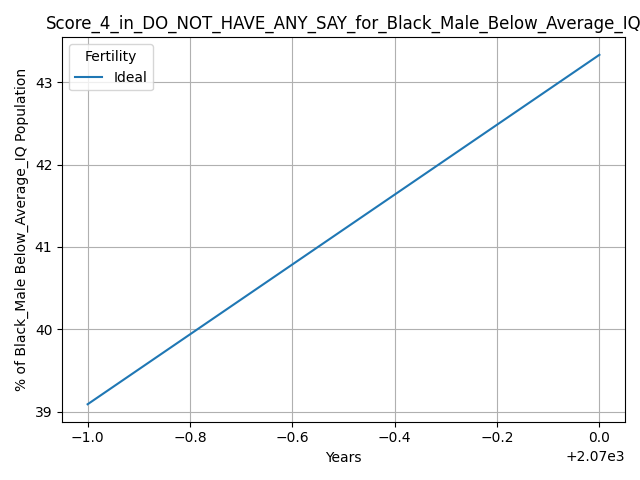 Score_4_in_DO_NOT_HAVE_ANY_SAY_for_Black_Male_Below_Average_IQ
Fertility
Ideal
% of Black_Male Below_Average_IQ Population
43
42
41
40
39
−1.0 −0.8 −0.6 −0.4 −0.2 0.0
+2.07e3
Years